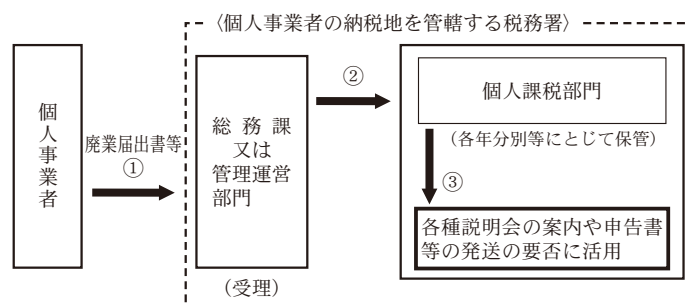 〈個人事業者の納税地を管轄する税務署〉
個人事業者
廃業届出書等
①
総務課
又は
管理運営
部門
（受理）
②
個人課税部門
（各年分別等にとじて保管）
③
各種説明会の案内や申告書
等の発送の要否に活用